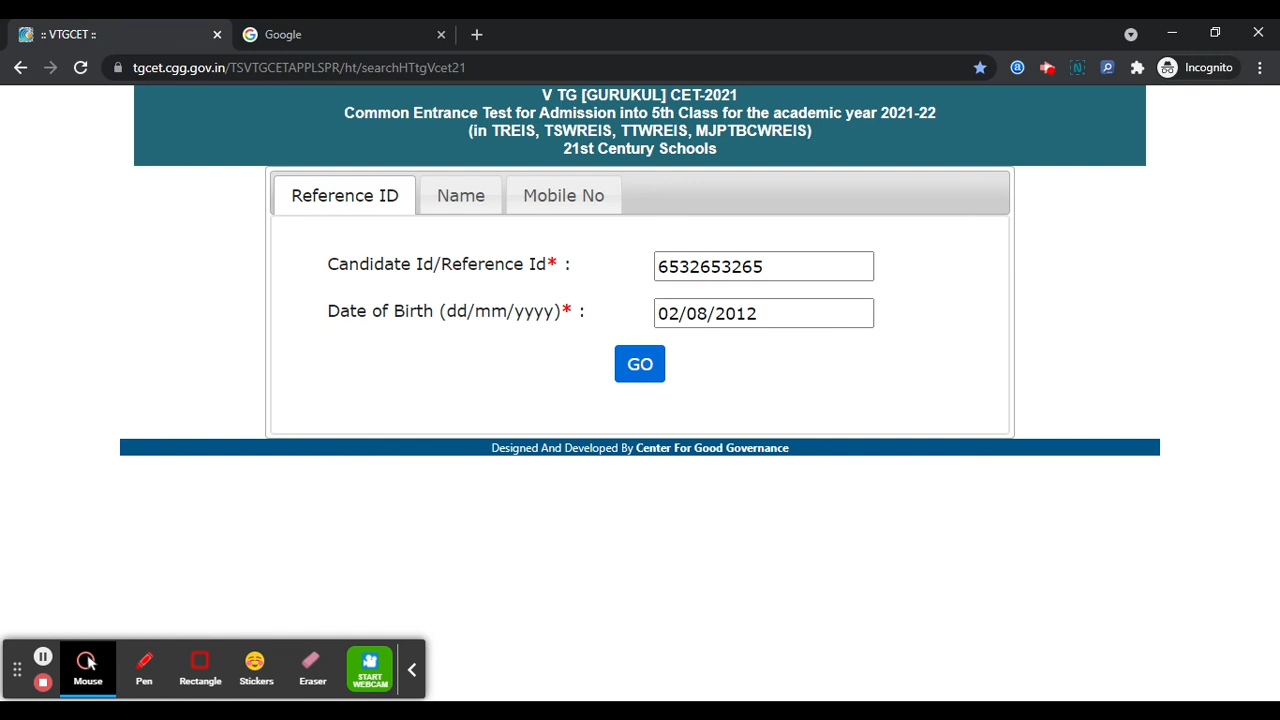 :: VTGCET ::
Google
tgcet.cgg.gov.in/TSVTGCETAPPLSPR/ht/searchHTtgVcet21
Incognito
V TG [GURUKUL] CET-2021
Common Entrance Test for Admission into 5th Class for the academic year 2021-22
(in TREIS, TSWREIS, TTWREIS, MJPTBCWREIS)
21st Century Schools
Reference ID
Name
Mobile No
Candidate Id/Reference Id* :
6532653265
Date of Birth (dd/mm/yyyy)* :
02/08/2012
GO
Designed And Developed By Center For Good Governance
Mouse
Pen
Rectangle
Stickers
Eraser
START
WEBCAM